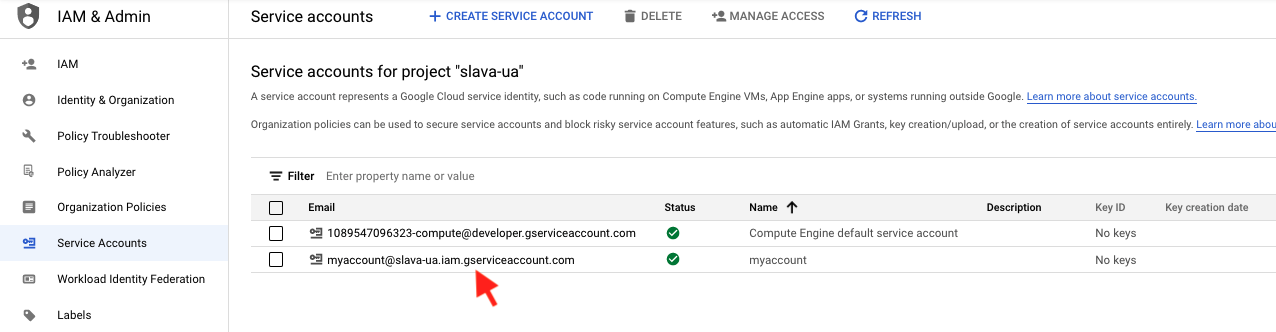 IAM & Admin
Service accounts
CREATE SERVICE ACCOUNT
DELETE
MANAGE ACCESS
REFRESH
IAM
Identity & Organization
Policy Troubleshooter
Policy Analyzer
Organization Policies
Service Accounts
Workload Identity Federation
Labels
Service accounts for project "slava-ua"
A service account represents a Google Cloud service identity, such as code running on Compute Engine VMs, App Engine apps, or systems running outside Google. Learn more about service accounts.
Organization policies can be used to secure service accounts and block risky service account features, such as automatic IAM Grants, key creation/upload, or the creation of service accounts entirely. Learn more abou
Filter Enter property name or value
Email Status Name Description Key ID Key creation date
1089547096323-compute@developer.gserviceaccount.com Compute Engine default service account No keys
myaccount@slava-ua.iam.gserviceaccount.com myaccount No keys